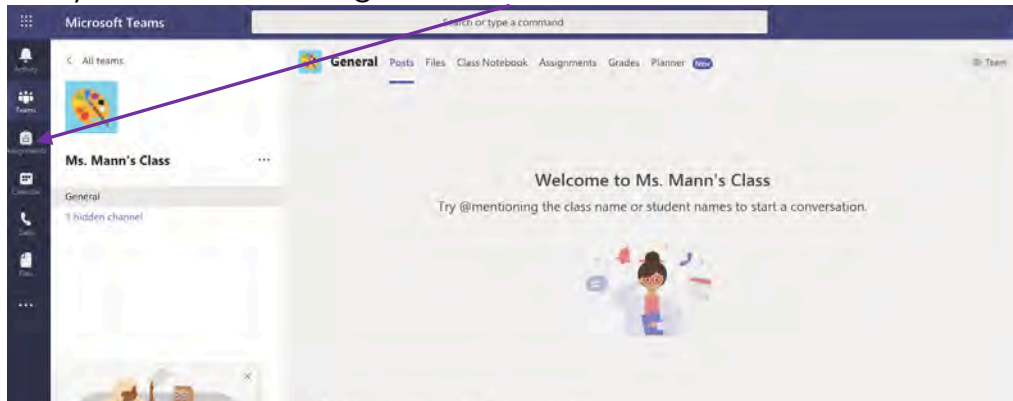 Microsoft Teams
Search or type a command
Activity
Teams
Assignments
Calendar
Calls
Files
All teams
Ms. Mann's Class
General
1 hidden channel
General Posts Files Class Notebook Assignments Grades Planner New
Team
Welcome to Ms. Mann's Class
Try @mentioning the class name or student names to start a conversation.